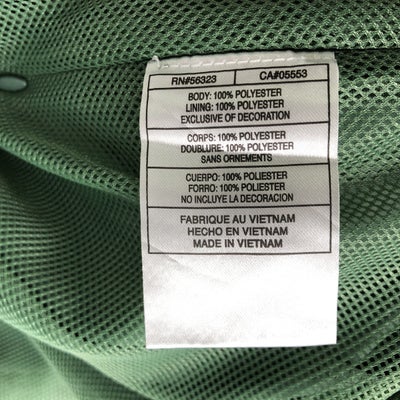 RN#56323 CA#05553
BODY: 100% POLYESTER
LINING: 100% POLYESTER
EXCLUSIVE OF DECORATION
CORPS: 100% POLYESTER
DOUBLURE: 100% POLYESTER
SANS ORNEMENTS
CUERPO: 100% POLIESTER
FORRO: 100% POLIESTER
NO INCLUYE LA DECORACION
FABRIQUE AU VIETNAM
HECHO EN VIETNAM
MADE IN VIETNAM